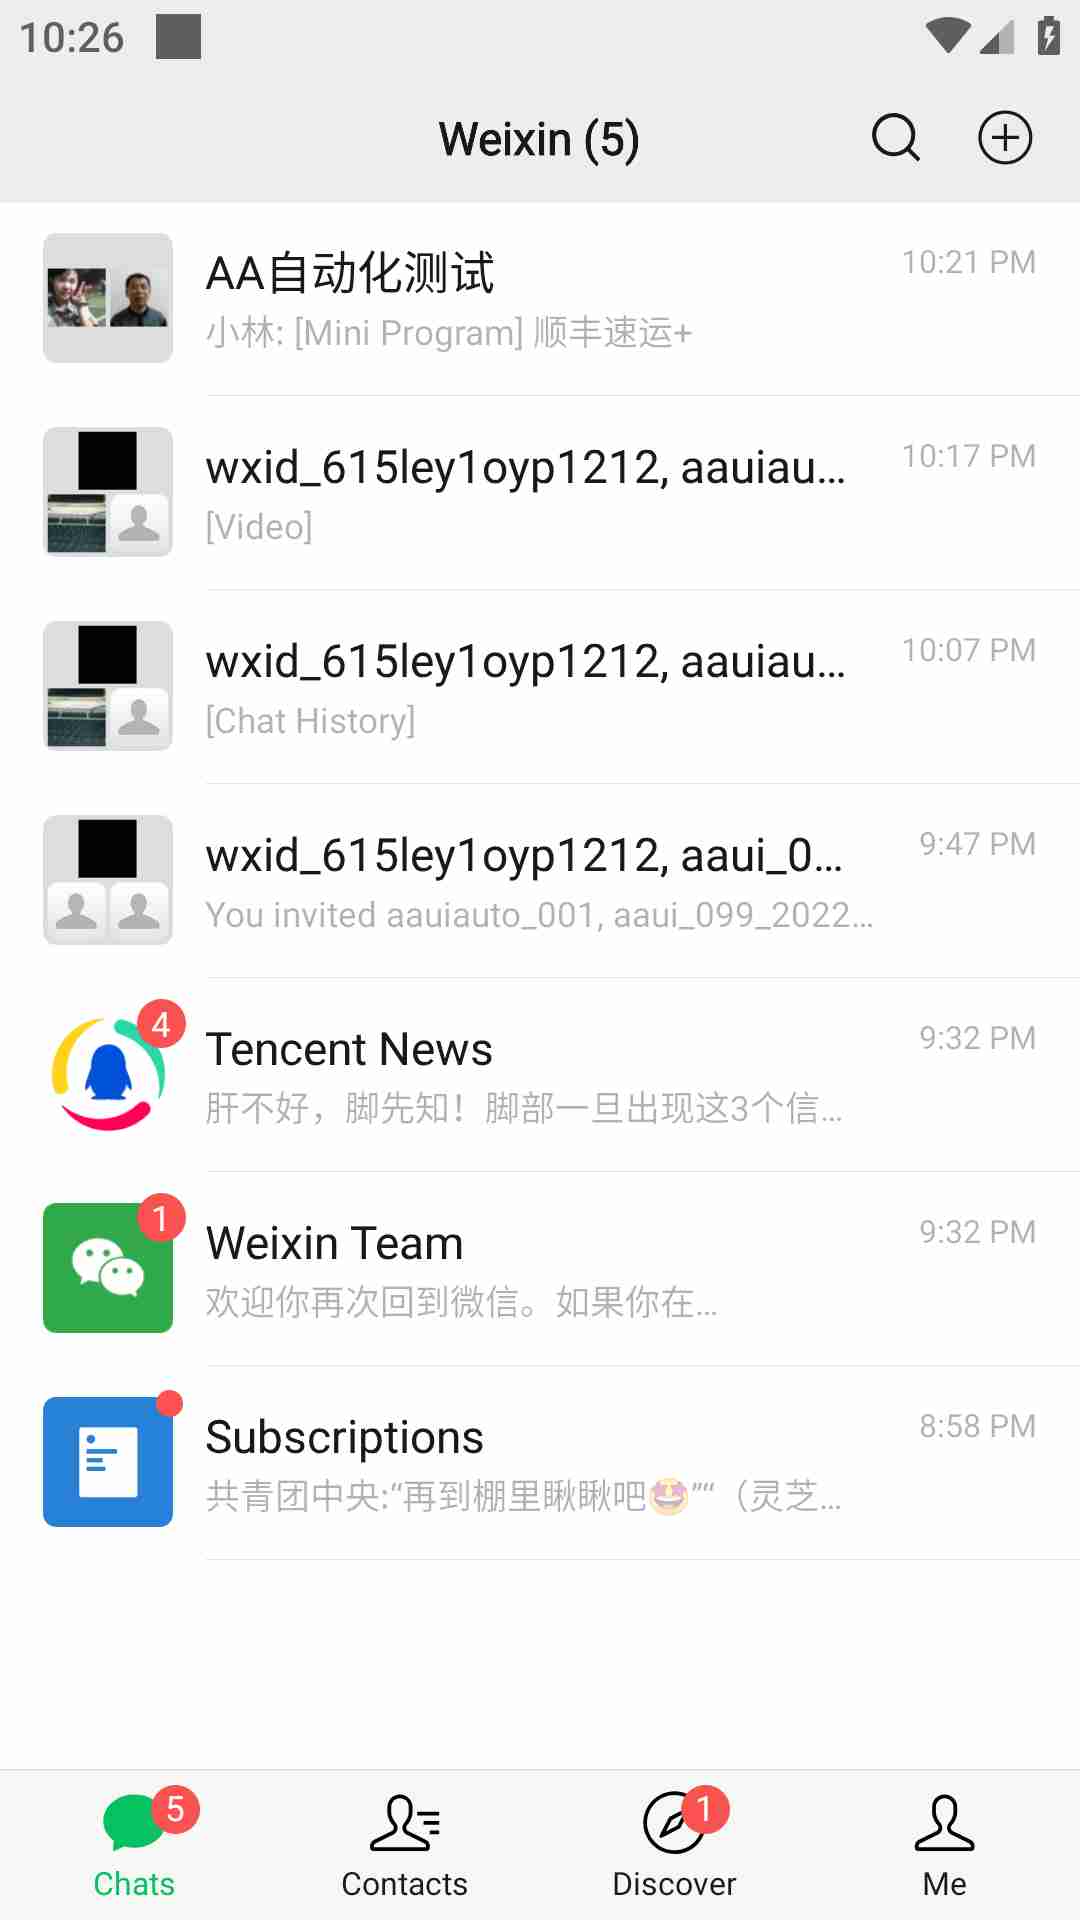 10:26
Weixin (5)
AA自动化测试
10:21 PM
小林: [Mini Program] 顺丰速运+
wxid_615ley1oyp1212, aauiau...
10:17 PM
[Video]
wxid_615ley1oyp1212, aauiau...
10:07 PM
[Chat History]
wxid_615ley1oyp1212, aaui_0...
9:47 PM
You invited aauiauto_001, aaui_099_2022...
4
Tencent News
9:32 PM
肝不好，脚先知！脚部一旦出现这3个信...
1
Weixin Team
9:32 PM
欢迎你再次回到微信。如果你在...
Subscriptions
8:58 PM
共青团中央:“再到棚里瞅瞅吧🤩”“（灵芝...
5
1
Chats
Contacts
Discover
Me